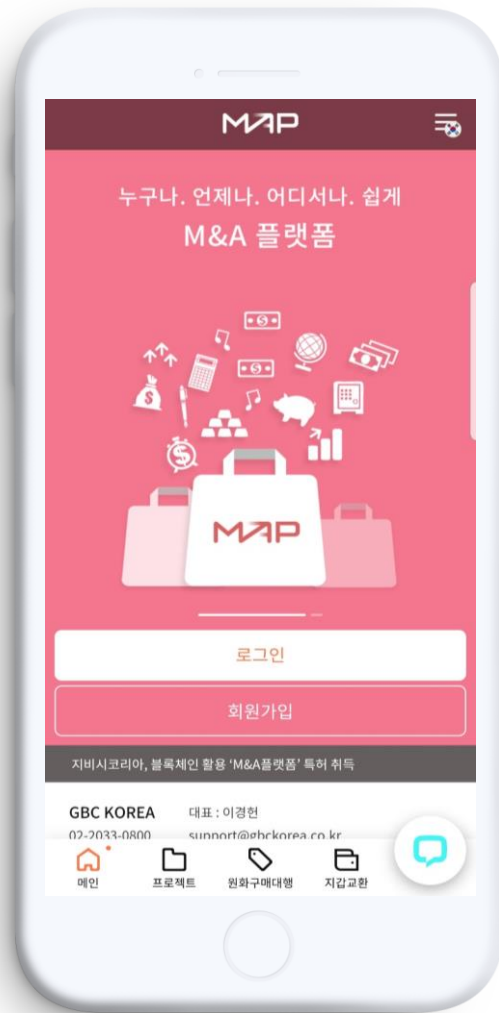 MAP
누구나. 언제나. 어디서나. 쉽게
M&A 플랫폼
MAP
로그인
회원가입
지비시코리아, 블록체인 활용 ‘M&A플랫폼’ 특허 취득
GBC KOREA 대표 : 이경헌
02-2033-0800 support@gbckorea.co.kr
메인 프로젝트 원화구매대행 지갑교환